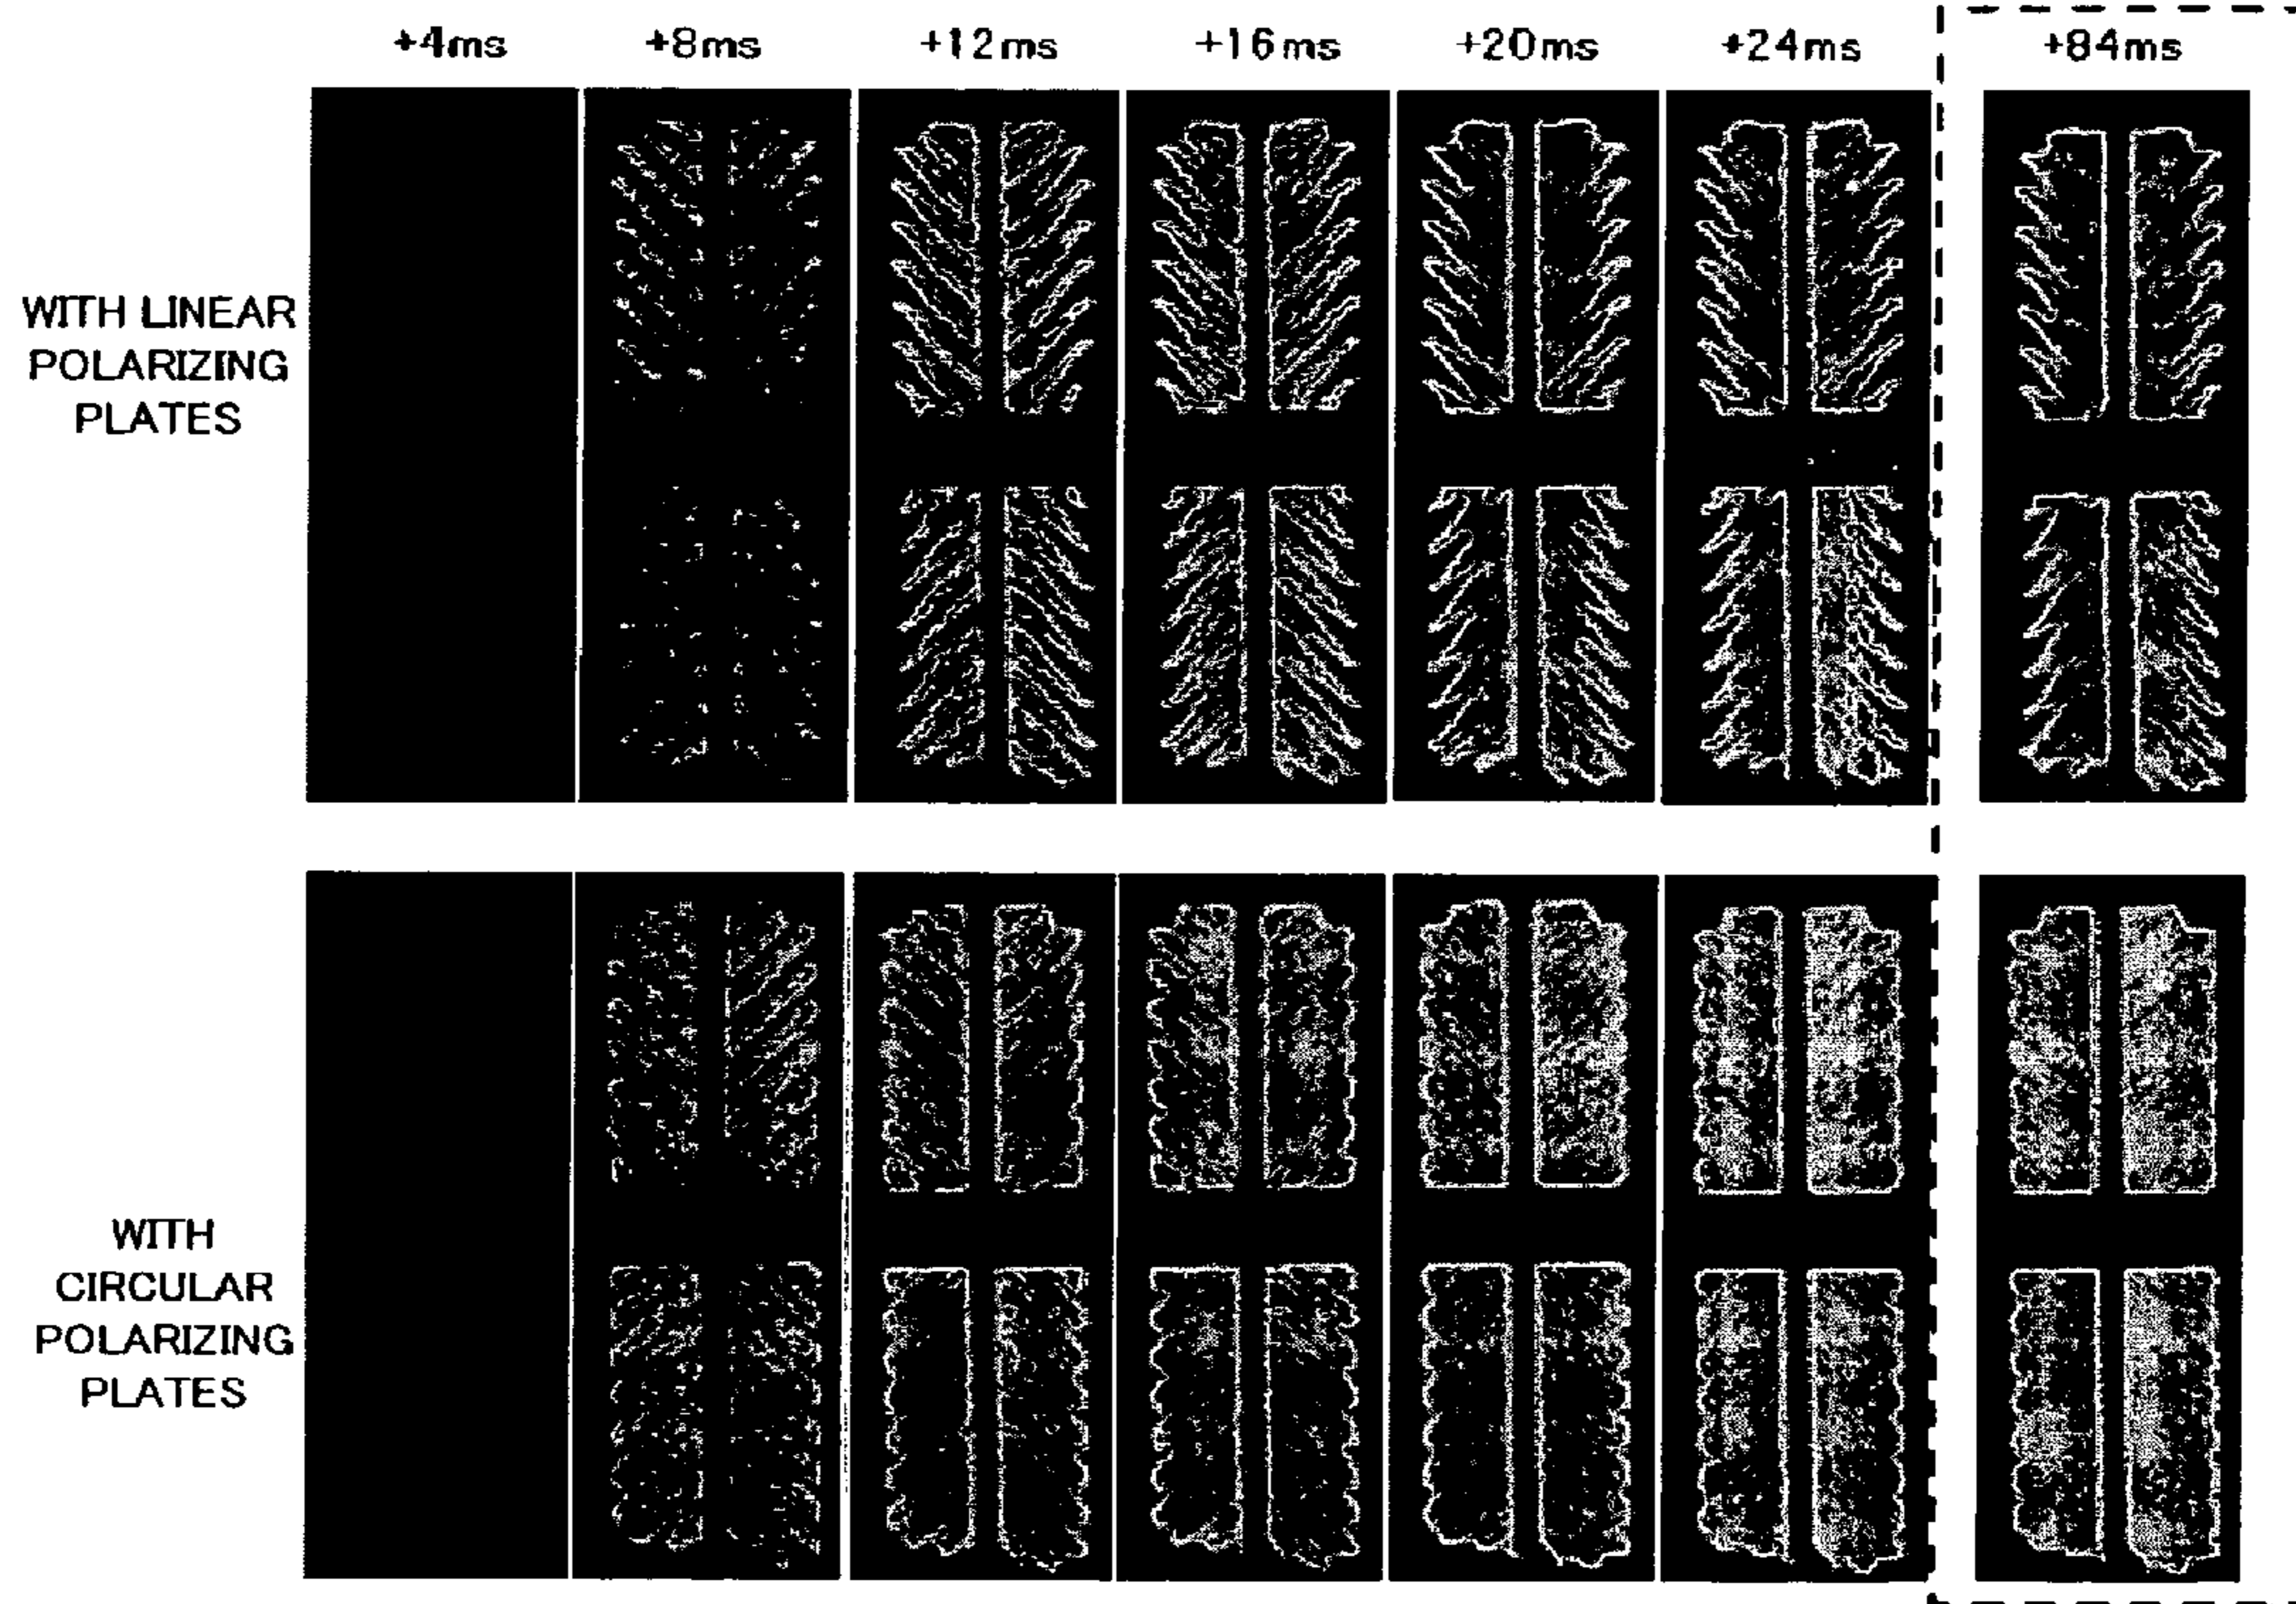 +4ms +8ms +12ms +16ms +20ms +24ms +84ms
WITH LINEAR
POLARIZING
PLATES
WITH
CIRCULAR
POLARIZING
PLATES